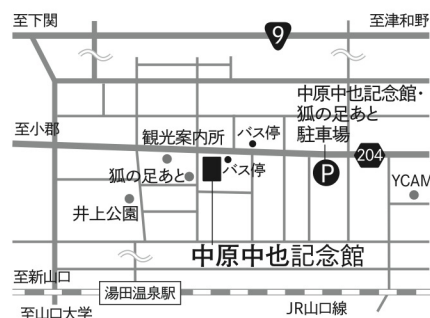 至下関
至津和野
9
中原中也記念館・
狐の足あと
駐車場
至小郡
観光案内所
バス停
204
狐の足あと
バス停
P
YCAM
井上公園
中原中也記念館
至新山口
湯田温泉駅
至山口大学
JR山口線